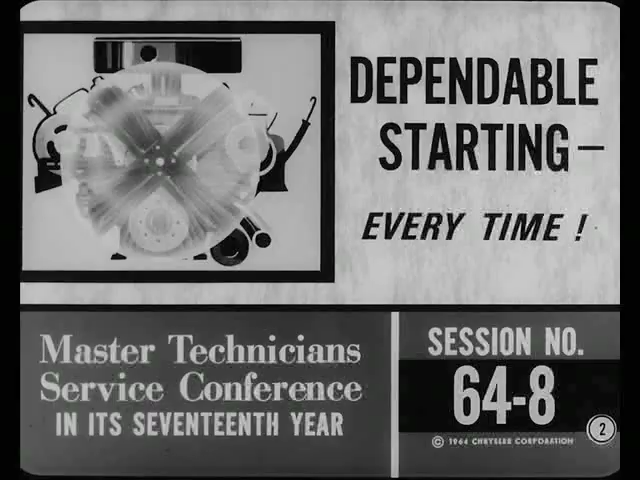 DEPENDABLE
STARTING—
EVERY TIME!
Master Technicians
Service Conference
IN ITS SEVENTEENTH YEAR
SESSION NO.
64-8
© 1964 CHRYSLER CORPORATION
2